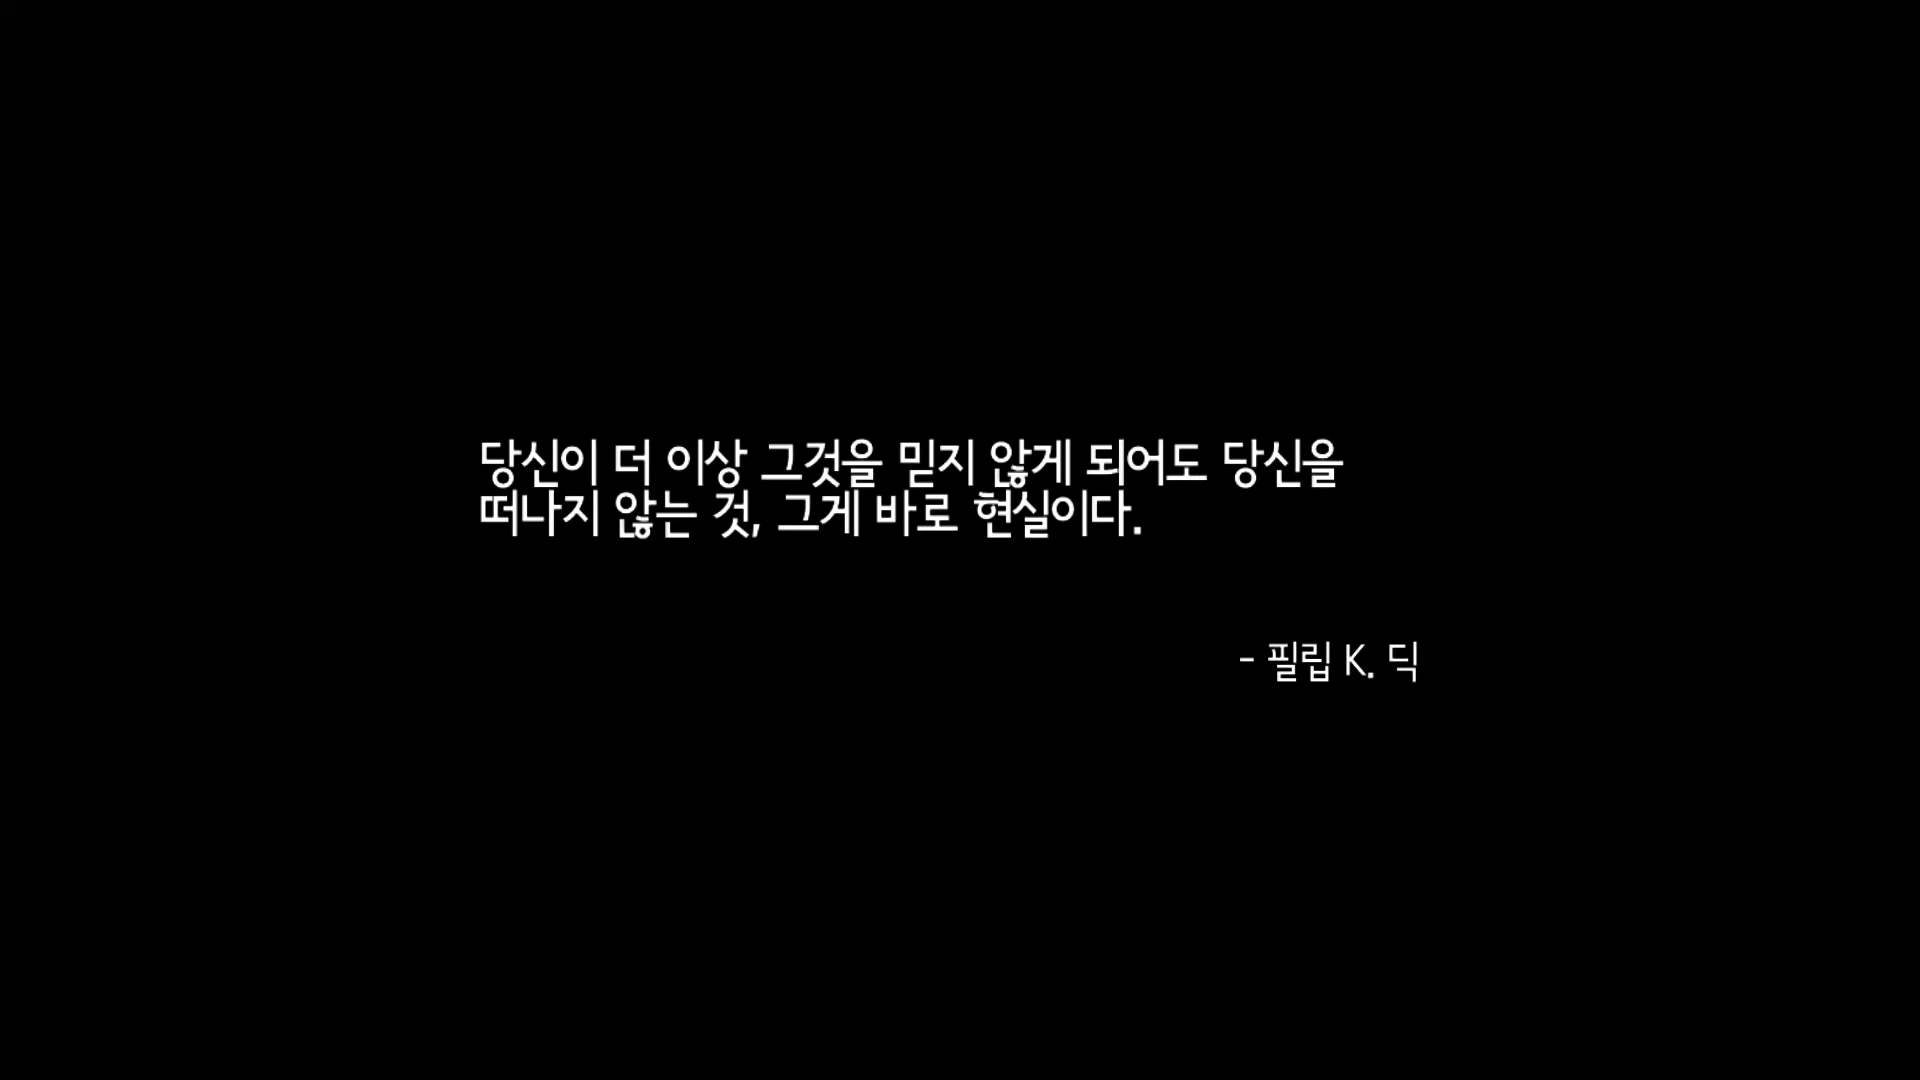 당신이 더 이상 그것을 믿지 않게 되어도 당신을
떠나지 않는 것, 그게 바로 현실이다.
- 필립 K. 딕